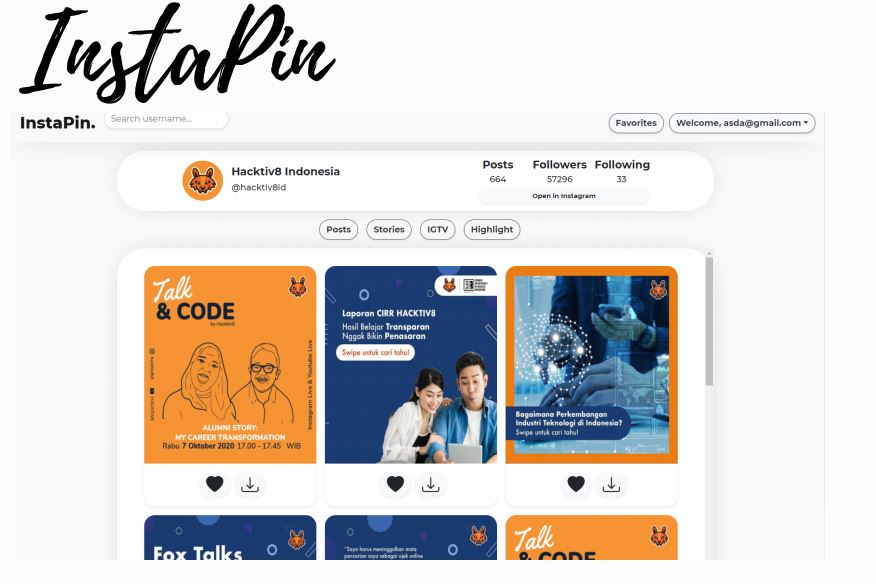 InstaPin
InstaPin.
Search username...
Favorites
Welcome, asda@gmail.com
Hacktiv8 Indonesia
@hacktiv8id
Posts Followers Following
664 57296 33
Open in Instagram
Posts Stories IGTV Highlight
Talk
& CODE
by Hacktiv8
Instagram Live & Youtube Live
ALUMNI STORY:
MY CAREER TRANSFORMATION
Rabu 7 Oktober 2020 17.00 - 17.45 WIB
Laporan CIRR HACKTIV8
Hasil Belajar Transparan
Nggak Bikin Penasaran
Swipe untuk cari tahu!
Bagaimana Perkembangan
Industri Teknologi di Indonesia?
Swipe untuk cari tahu!
Fox Talks
"Saya harus meninggalkan mata
pencarian saya sebagai ojek online
Talk
& CODE